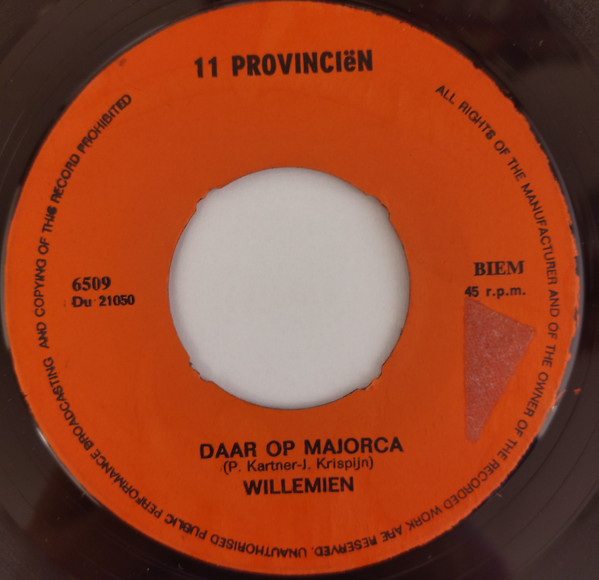 11 PROVINCIëN
ALL RIGHTS OF THE MANUFACTURER AND OF THE OWNER OF THE RECORDED WORK ARE RESERVED. UNAUTHORISED PUBLIC PERFORMANCE BROADCASTING AND COPYING OF THIS RECORD PROHIBITED
6509
Du 21050
BIEM
45 r.p.m.
DAAR OP MAJORCA
(P. Kartner-J. Krispijn)
WILLEMIEN